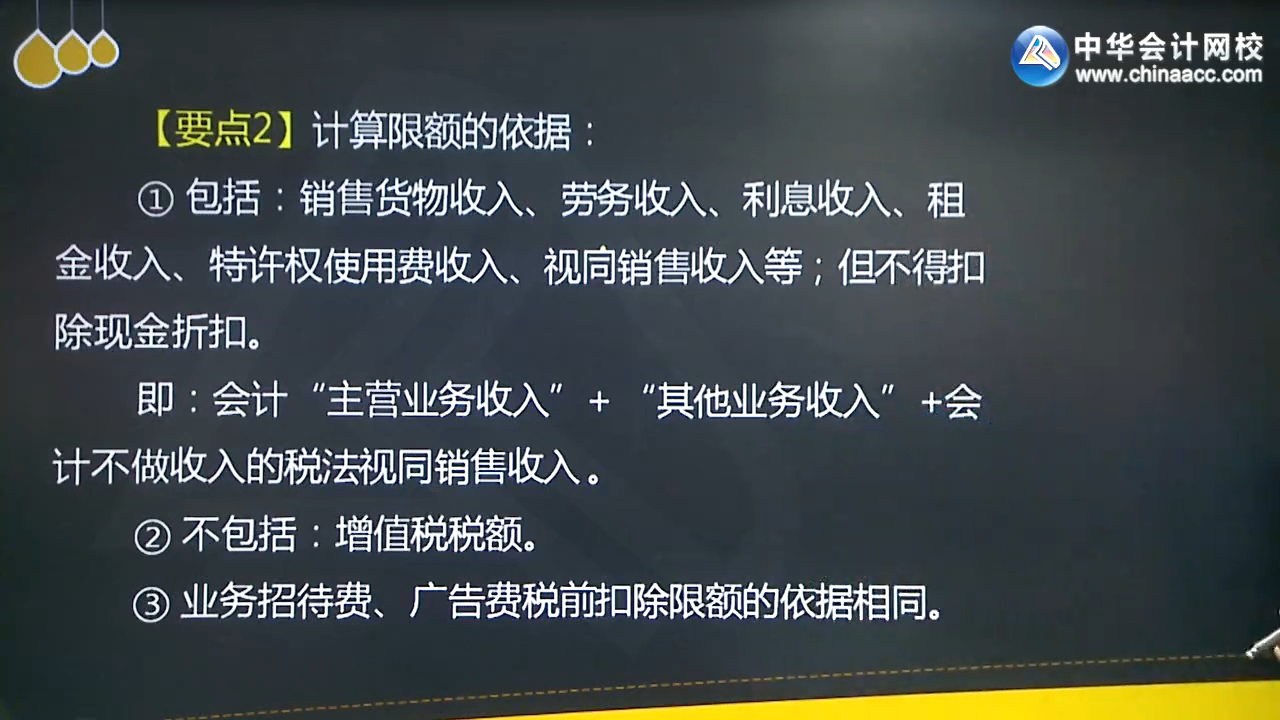 中华会计网校
www.chinaacc.com
【要点2】计算限额的依据：
① 包括：销售货物收入、劳务收入、利息收入、租
金收入、特许权使用费收入、视同销售收入等；但不得扣
除现金折扣。
即：会计“主营业务收入”+“其他业务收入”+会
计不做收入的税法视同销售收入。
② 不包括：增值税税额。
③ 业务招待费、广告费税前扣除限额的依据相同。